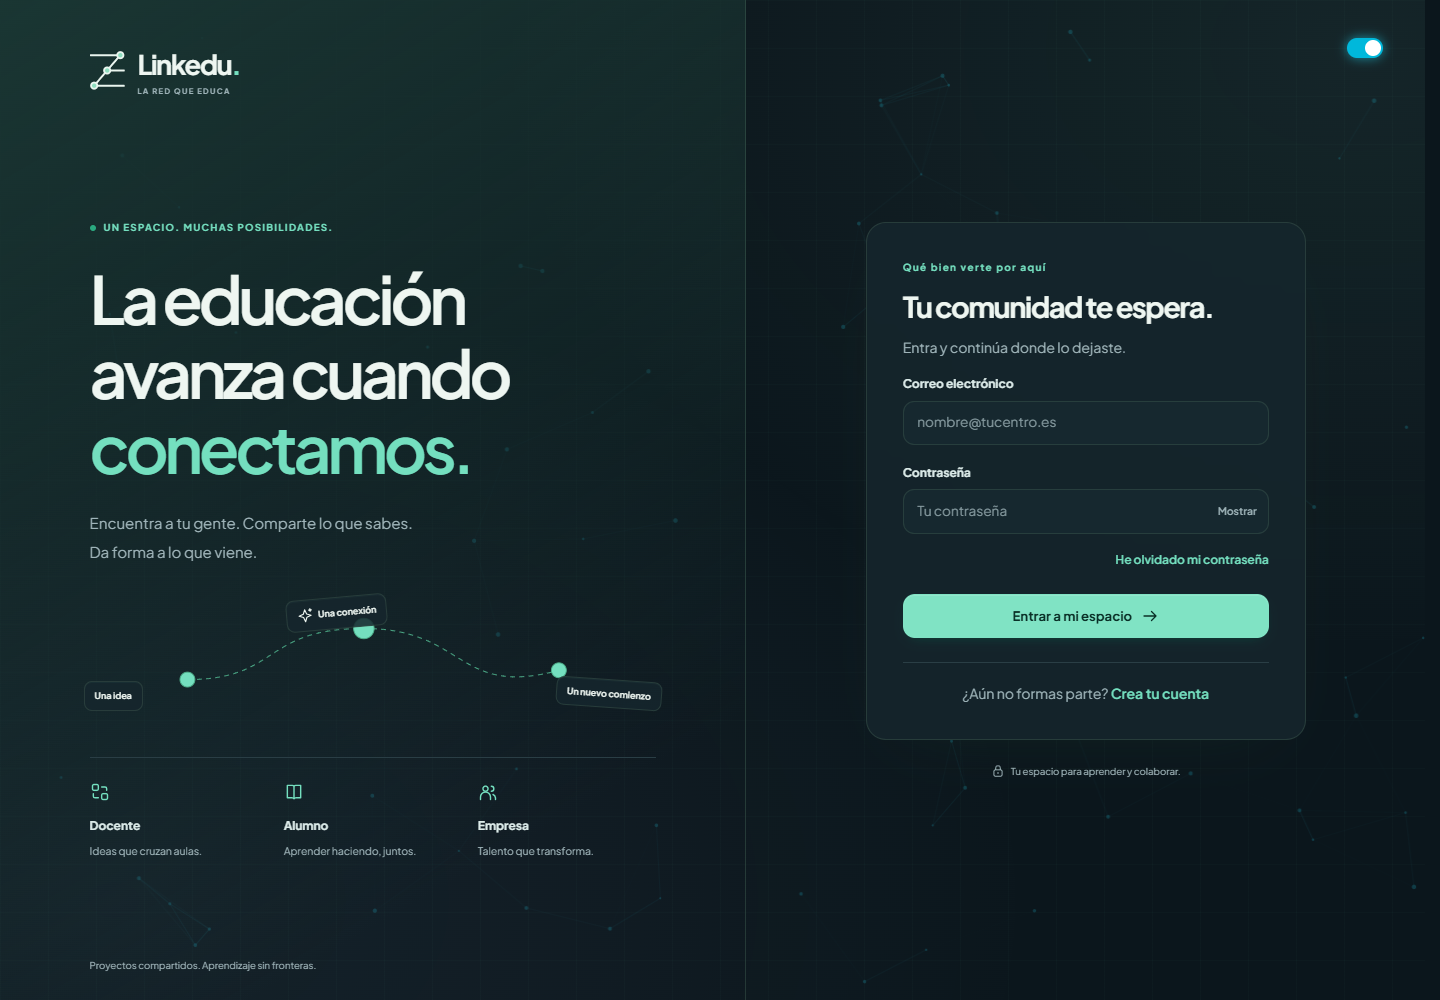 Linkedu.
LA RED QUE EDUCA
UN ESPACIO. MUCHAS POSIBILIDADES.
La educación
avanza cuando
conectamos.
Encuentra a tu gente. Comparte lo que sabes.
Da forma a lo que viene.
Una conexión
Una idea
Un nuevo comienzo
Docente
Ideas que cruzan aulas.
Alumno
Aprender haciendo, juntos.
Empresa
Talento que transforma.
Proyectos compartidos. Aprendizaje sin fronteras.
Qué bien verte por aquí
Tu comunidad te espera.
Entra y continúa donde lo dejaste.
Correo electrónico
nombre@tucentro.es
Contraseña
Tu contraseña
Mostrar
He olvidado mi contraseña
Entrar a mi espacio
¿Aún no formas parte? Crea tu cuenta
Tu espacio para aprender y colaborar.